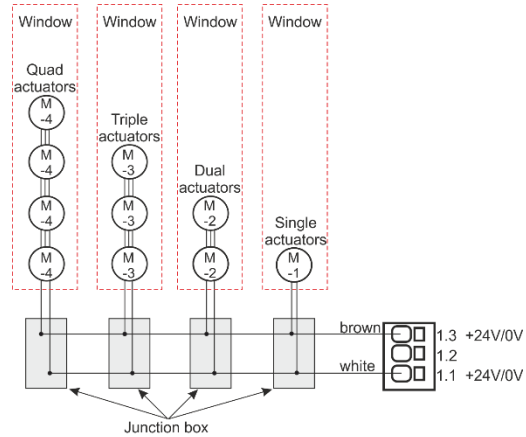 Window
Window
Window
Window
Quad
actuators
M
-4
M
-4
M
-4
M
-4
Triple
actuators
M
-3
M
-3
M
-3
Dual
actuators
M
-2
M
-2
Single
actuators
M
-1
brown
1.3 +24V/0V
1.2
white
1.1 +24V/0V
Junction box